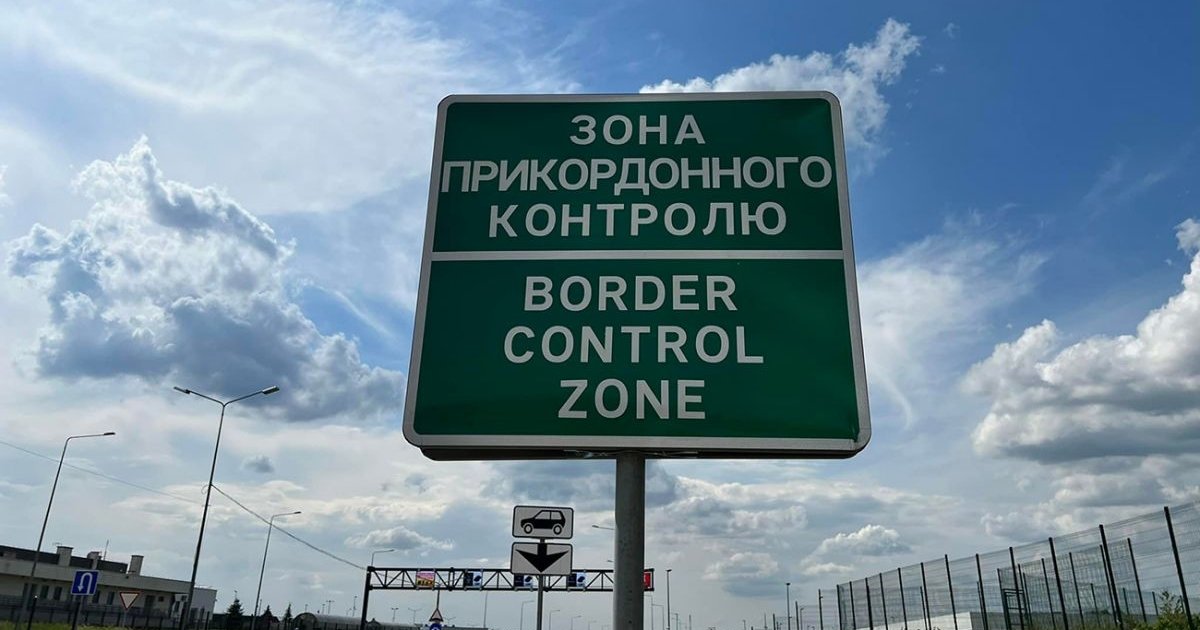 ЗОНА
ПРИКОРДОННОГО
КОНТРОЛЮ
BORDER
CONTROL
ZONE